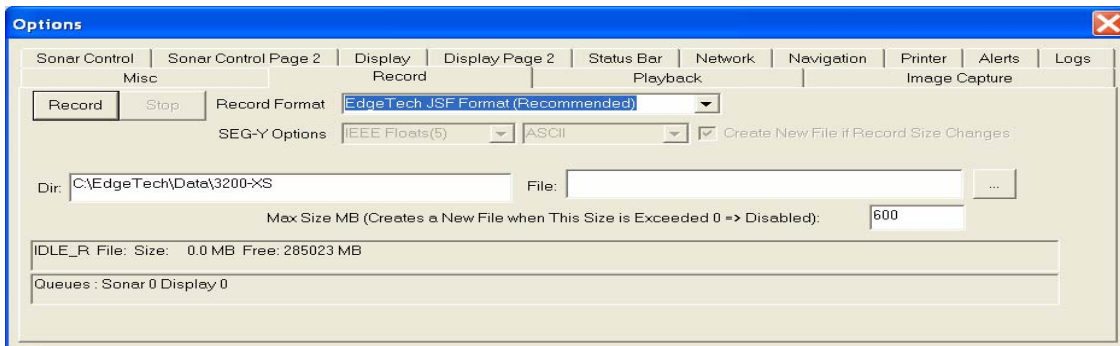 Options
Sonar Control Sonar Control Page 2 Display Display Page 2 Status Bar Network Navigation Printer Alerts Logs
Misc Record Playback Image Capture
Record Stop Record Format EdgeTech JSF Format (Recommended)
SEG-Y Options IEEE Floats(5) ASCII Create New File if Record Size Changes
Dir: C:\EdgeTech\Data\3200-XS File: ...
Max Size MB (Creates a New File when This Size is Exceeded 0 => Disabled): 600
IDLE_R File: Size: 0.0 MB Free: 285023 MB
Queues : Sonar 0 Display 0